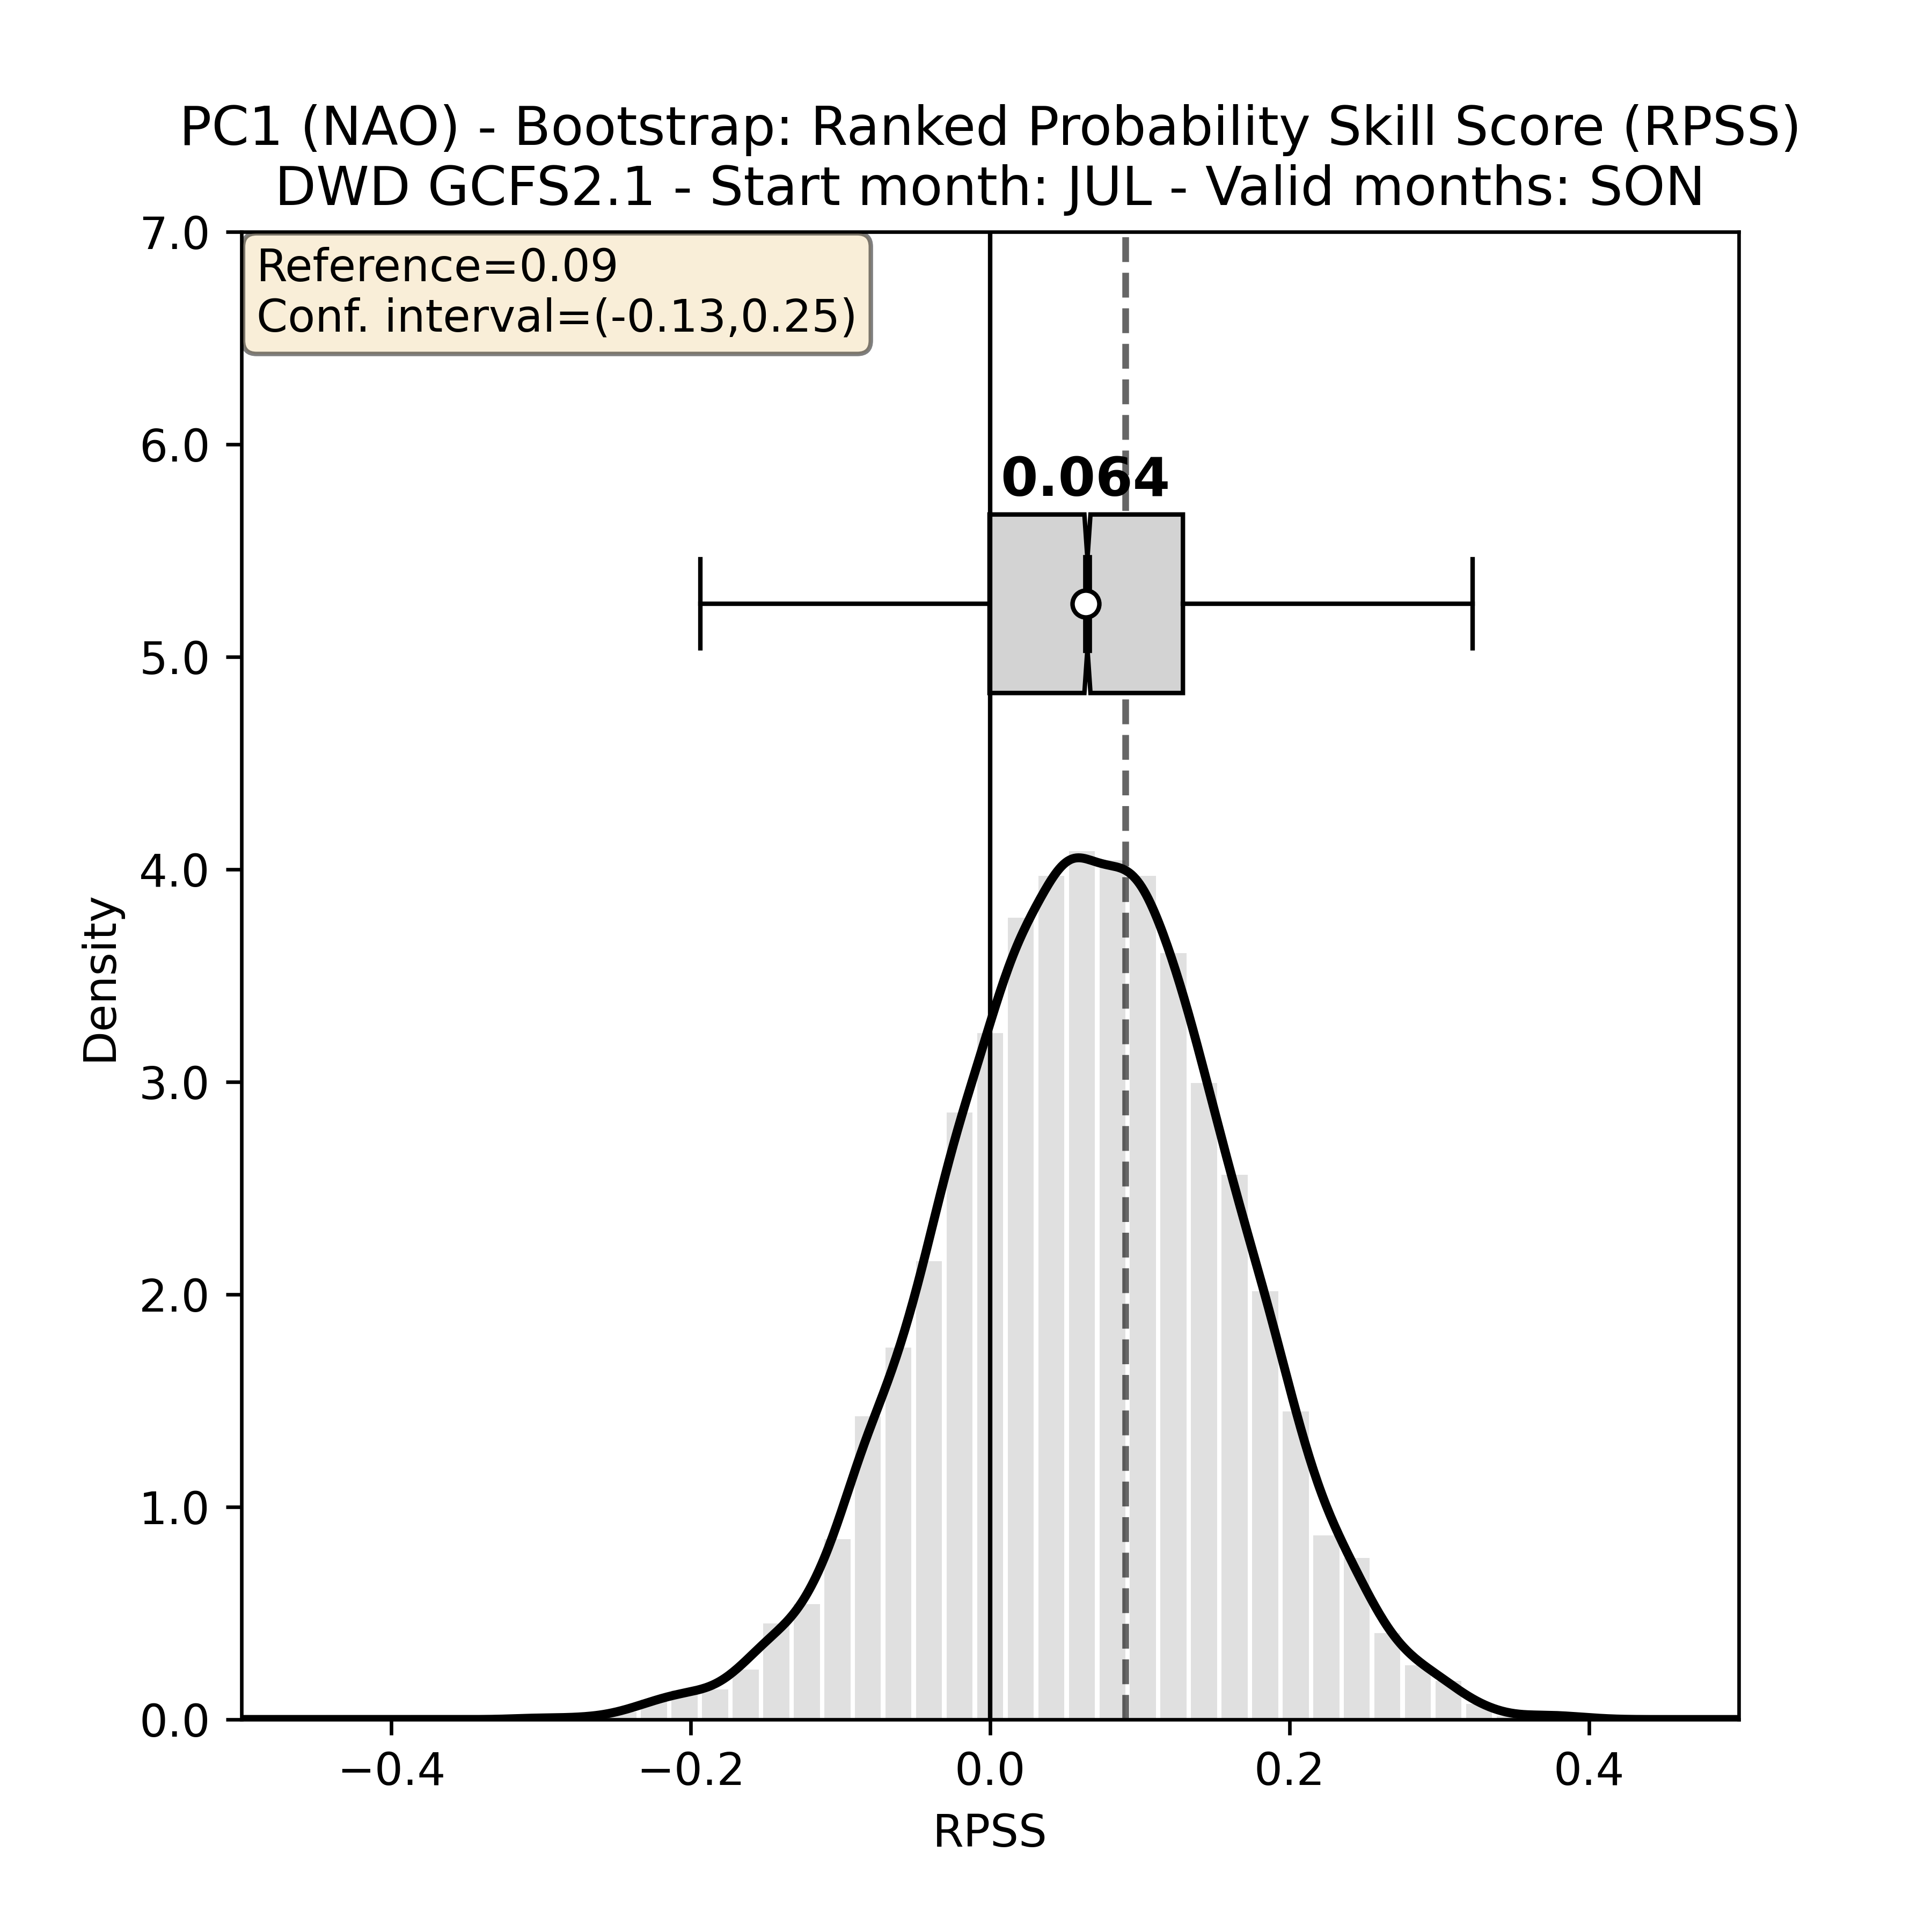 PC1 (NAO) - Bootstrap: Ranked Probability Skill Score (RPSS)
DWD GCFS2.1 - Start month: JUL - Valid months: SON
Reference=0.09
Conf. interval=(-0.13,0.25)
0.064
7.0
6.0
5.0
4.0
3.0
2.0
1.0
0.0
Density
−0.4
−0.2
0.0
0.2
0.4
RPSS